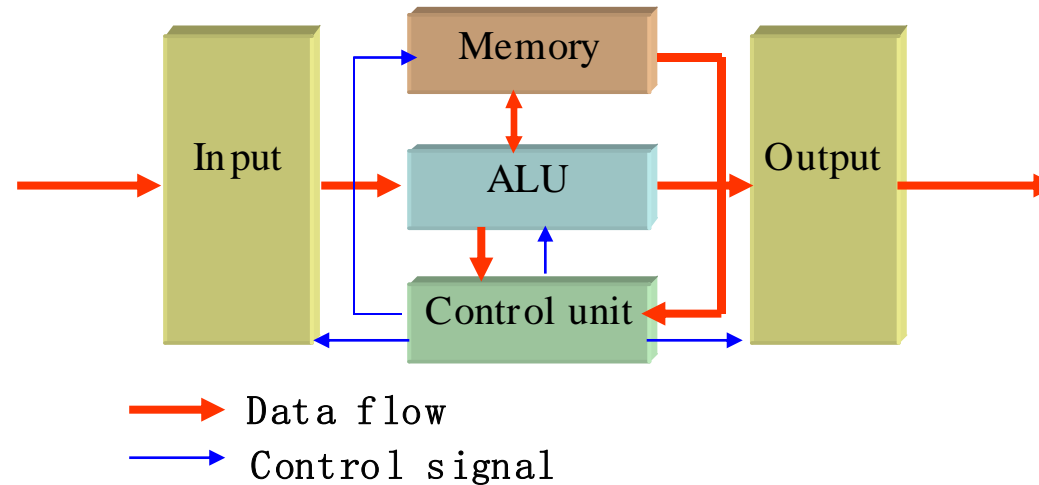 Memory
Input
ALU
Output
Control unit
Data flow
Control signal